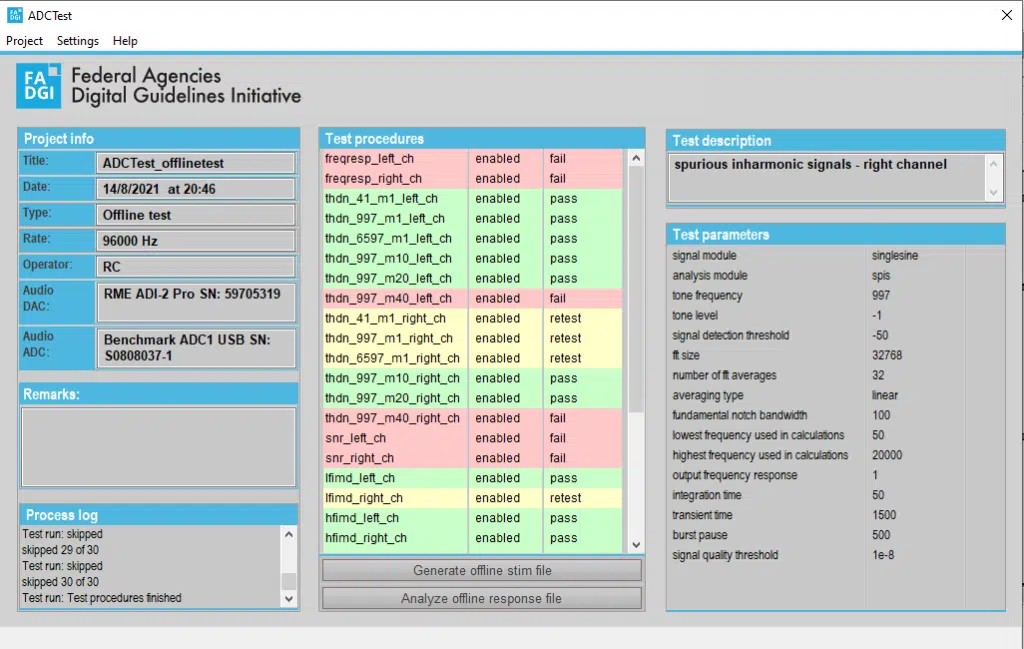 ADCTest
Project Settings Help
FA DGI
Federal Agencies
Digital Guidelines Initiative
Project info
Title: ADCTest_offlinetest
Date: 14/8/2021 at 20:46
Type: Offline test
Rate: 96000 Hz
Operator: RC
Audio DAC: RME ADI-2 Pro SN: 59705319
Audio ADC: Benchmark ADC1 USB SN:
S0808037-1
Remarks:
Process log
Test run: skipped
skipped 29 of 30
Test run: skipped
skipped 30 of 30
Test run: Test procedures finished
Test procedures
freqresp_left_ch enabled fail
freqresp_right_ch enabled fail
thdn_41_m1_left_ch enabled pass
thdn_997_m1_left_ch enabled pass
thdn_6597_m1_left_ch enabled pass
thdn_997_m10_left_ch enabled pass
thdn_997_m20_left_ch enabled pass
thdn_997_m40_left_ch enabled fail
thdn_41_m1_right_ch enabled retest
thdn_997_m1_right_ch enabled retest
thdn_6597_m1_right_ch enabled retest
thdn_997_m10_right_ch enabled pass
thdn_997_m20_right_ch enabled pass
thdn_997_m40_right_ch enabled fail
snr_left_ch enabled fail
snr_right_ch enabled fail
lfimd_left_ch enabled pass
lfimd_right_ch enabled retest
hfimd_left_ch enabled pass
hfimd_right_ch enabled pass
Generate offline stim file
Analyze offline response file
Test description
spurious inharmonic signals - right channel
Test parameters
signal module singlesine
analysis module spis
tone frequency 997
tone level -1
signal detection threshold -50
fft size 32768
number of fft averages 32
averaging type linear
fundamental notch bandwidth 100
lowest frequency used in calculations 50
highest frequency used in calculations 20000
output frequency response 1
integration time 50
transient time 1500
burst pause 500
signal quality threshold 1e-8